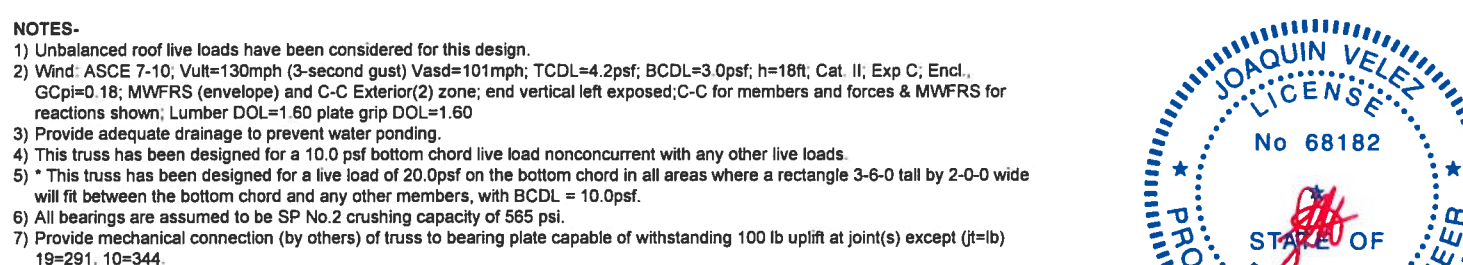 NOTES-
1) Unbalanced roof live loads have been considered for this design.
2) Wind: ASCE 7-10; Vult=130mph (3-second gust) Vasd=101mph; TCDL=4.2psf; BCDL=3.0psf; h=18ft; Cat. II; Exp C; Encl.,
GCpi=0.18; MWFRS (envelope) and C-C Exterior(2) zone; end vertical left exposed;C-C for members and forces & MWFRS for
reactions shown; Lumber DOL=1.60 plate grip DOL=1.60
3) Provide adequate drainage to prevent water ponding.
4) This truss has been designed for a 10.0 psf bottom chord live load nonconcurrent with any other live loads.
5) * This truss has been designed for a live load of 20.0psf on the bottom chord in all areas where a rectangle 3-6-0 tall by 2-0-0 wide
will fit between the bottom chord and any other members, with BCDL = 10.0psf.
6) All bearings are assumed to be SP No.2 crushing capacity of 565 psi.
7) Provide mechanical connection (by others) of truss to bearing plate capable of withstanding 100 lb uplift at joint(s) except (jt=lb)
19=291, 10=344.
JOAQUIN VELEZ
LICENSE
No 68182
STATE OF